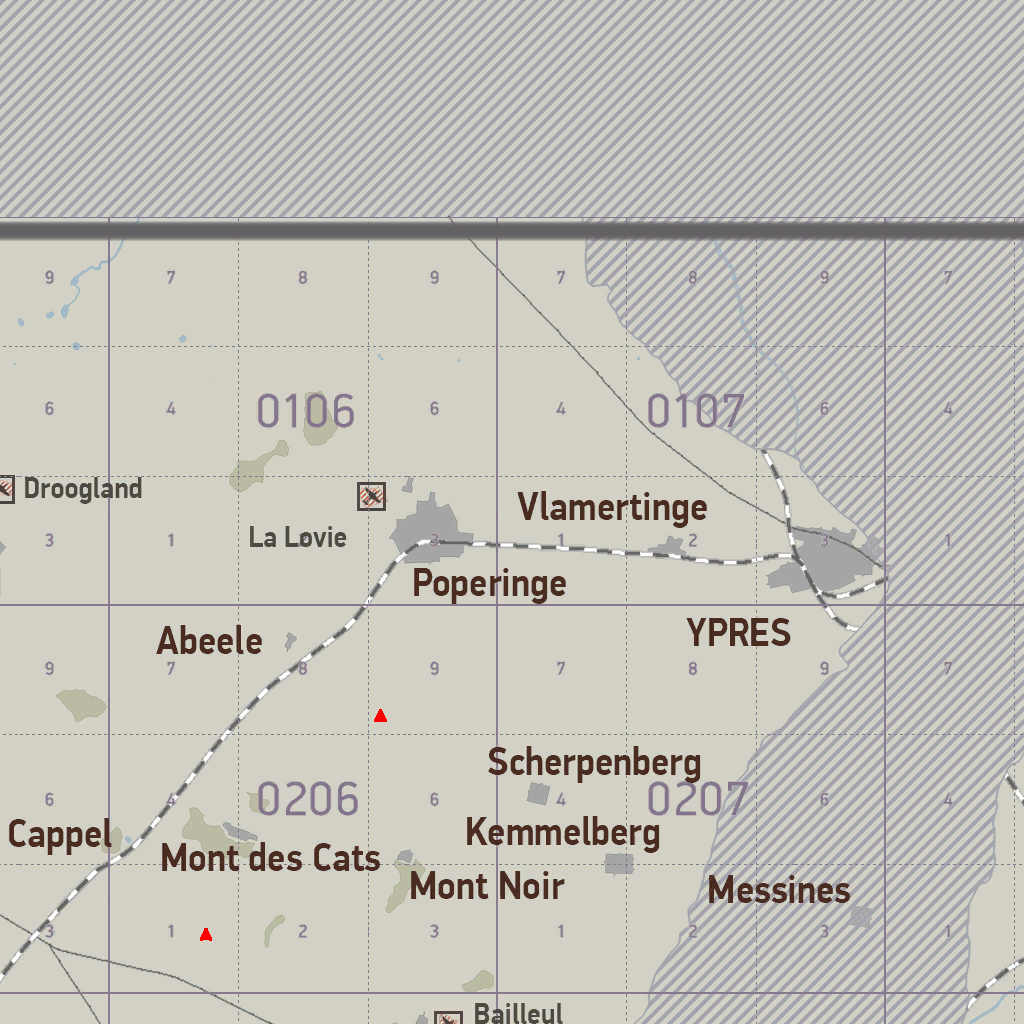 9 7 8 9 7 8 9 7
6 4 0106 6 4 0107 6 4
Droogland
Vlamertinge
3 1 La Lovie 3 1 2 3 1
Poperinge
Abeele YPRES
9 7 8 9 7 8 9 7
Scherpenberg
6 4 0206 6 4 0207 6 4
Cappel Kemmelberg
Mont des Cats Mont Noir Messines
3 1 2 3 1 2 3 1
Bailleul